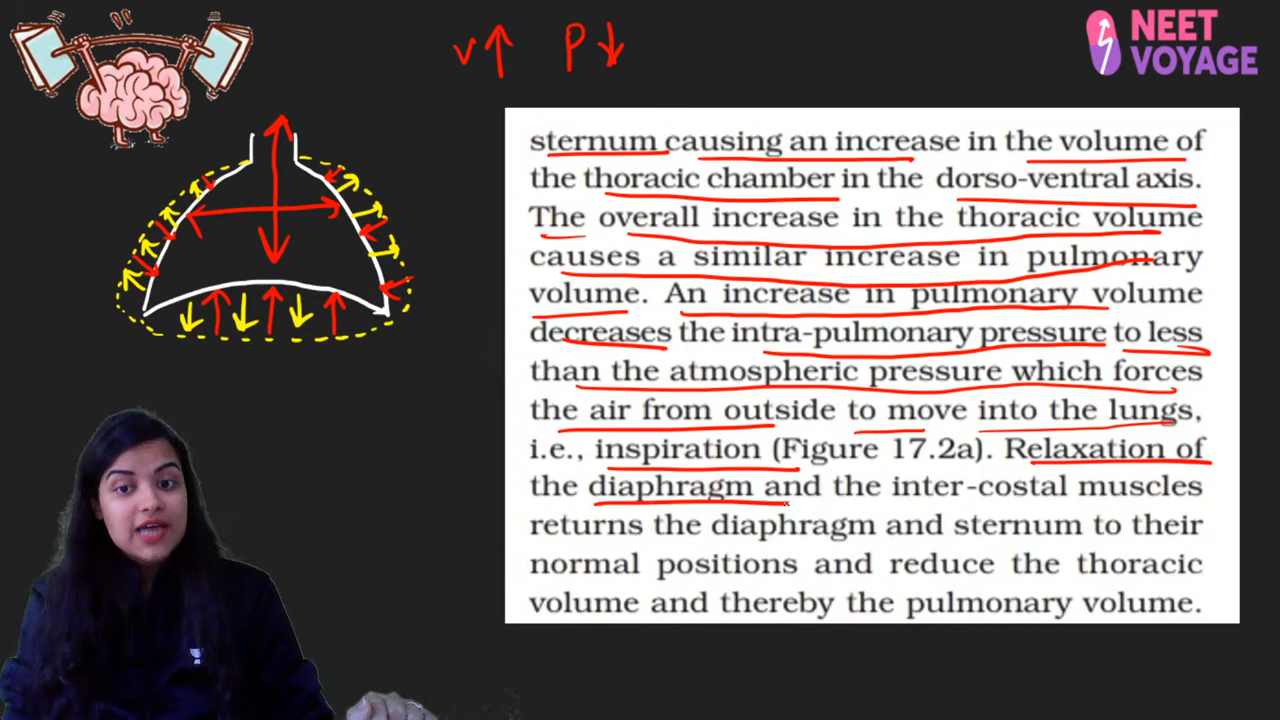 V↑ P↓
NEET
VOYAGE
sternum causing an increase in the volume of
the thoracic chamber in the dorso-ventral axis.
The overall increase in the thoracic volume
causes a similar increase in pulmonary
volume. An increase in pulmonary volume
decreases the intra-pulmonary pressure to less
than the atmospheric pressure which forces
the air from outside to move into the lungs,
i.e., inspiration (Figure 17.2a). Relaxation of
the diaphragm and the inter-costal muscles
returns the diaphragm and sternum to their
normal positions and reduce the thoracic
volume and thereby the pulmonary volume.